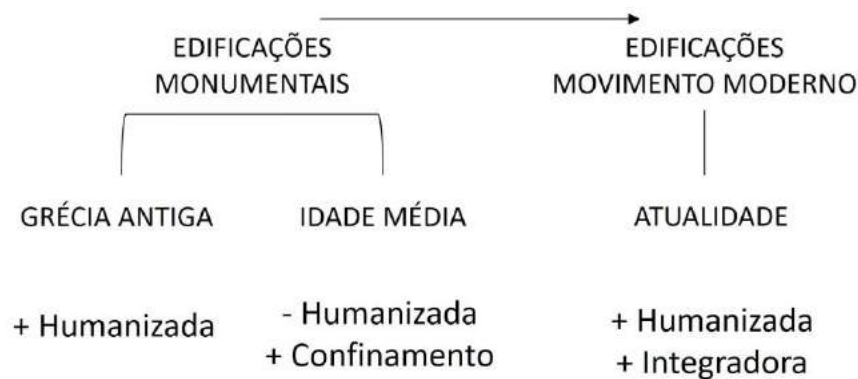 EDIFICAÇÕES
MONUMENTAIS
EDIFICAÇÕES
MOVIMENTO MODERNO
GRÉCIA ANTIGA
IDADE MÉDIA
ATUALIDADE
+ Humanizada
- Humanizada
+ Confinamento
+ Humanizada
+ Integradora